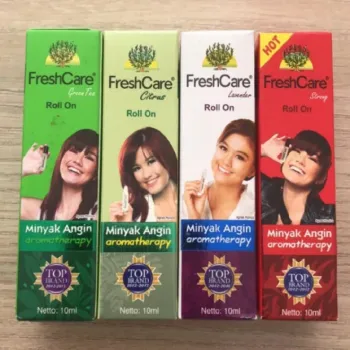 FreshCare®
Green Tea
Roll On
Minyak Angin
aromatherapy
TOP
BRAND
Netto: 10ml
FreshCare®
Citrus
Roll On
Minyak Angin
aromatherapy
TOP
BRAND
Netto: 10ml
FreshCare®
Lavender
Roll On
Minyak Angin
aromatherapy
TOP
BRAND
Netto: 10ml
HOT
FreshCare®
Strong
Roll On
Minyak Angin
aromatherapy
TOP
BRAND
Netto: 10ml